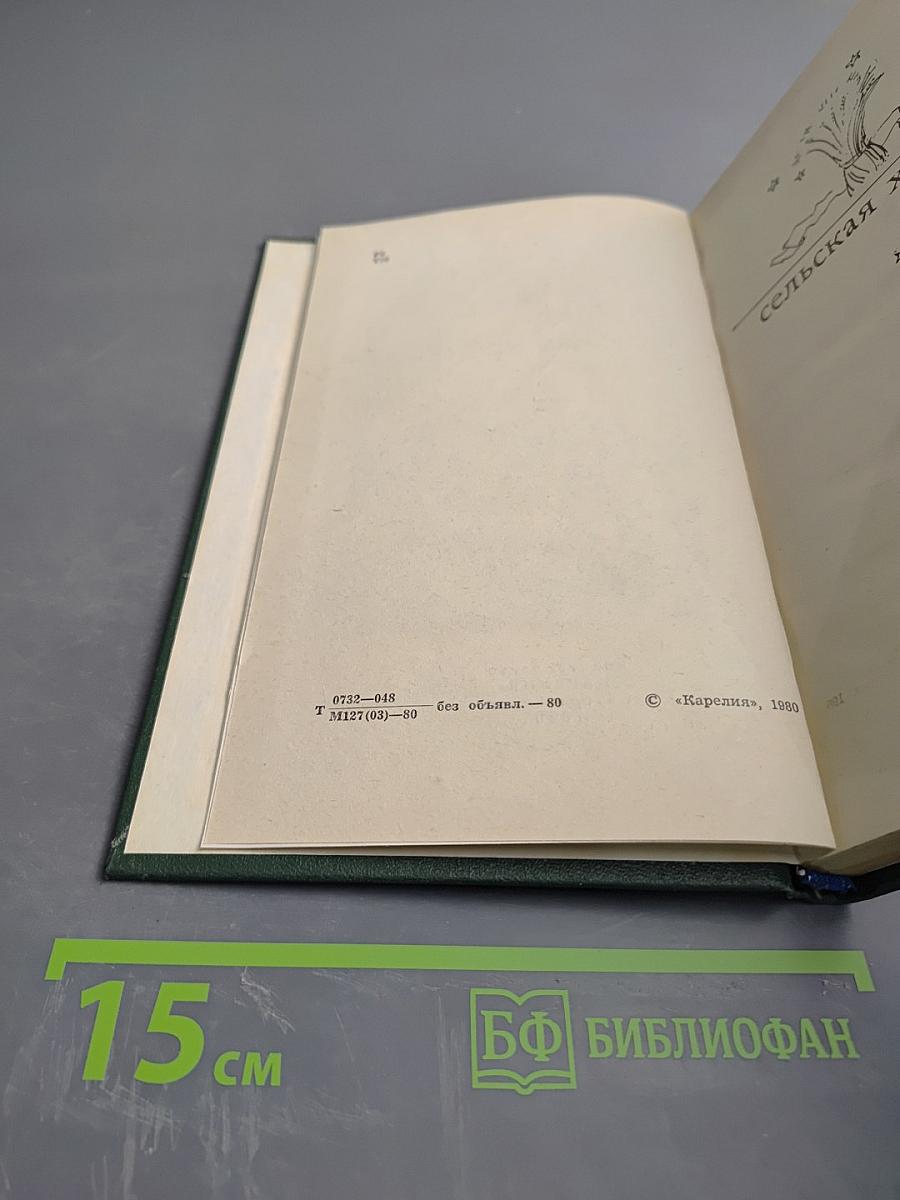 Т 0732—048
М127(03)—80 без объявл. — 80
© «Карелия», 1980
сельская х
15 см
БФ БИБЛИОФАН